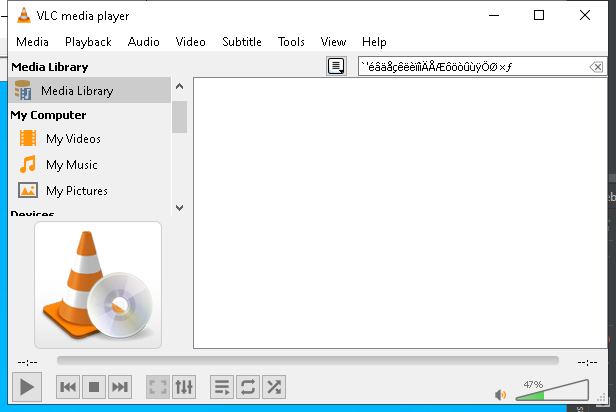 VLC media player
Media Playback Audio Video Subtitle Tools View Help
Media Library
`'éâäåçêëèïîìÄÅÆôöòûùÿÖØ×ƒ
Media Library
My Computer
My Videos
My Music
My Pictures
Devices
--:-- --:--
47%